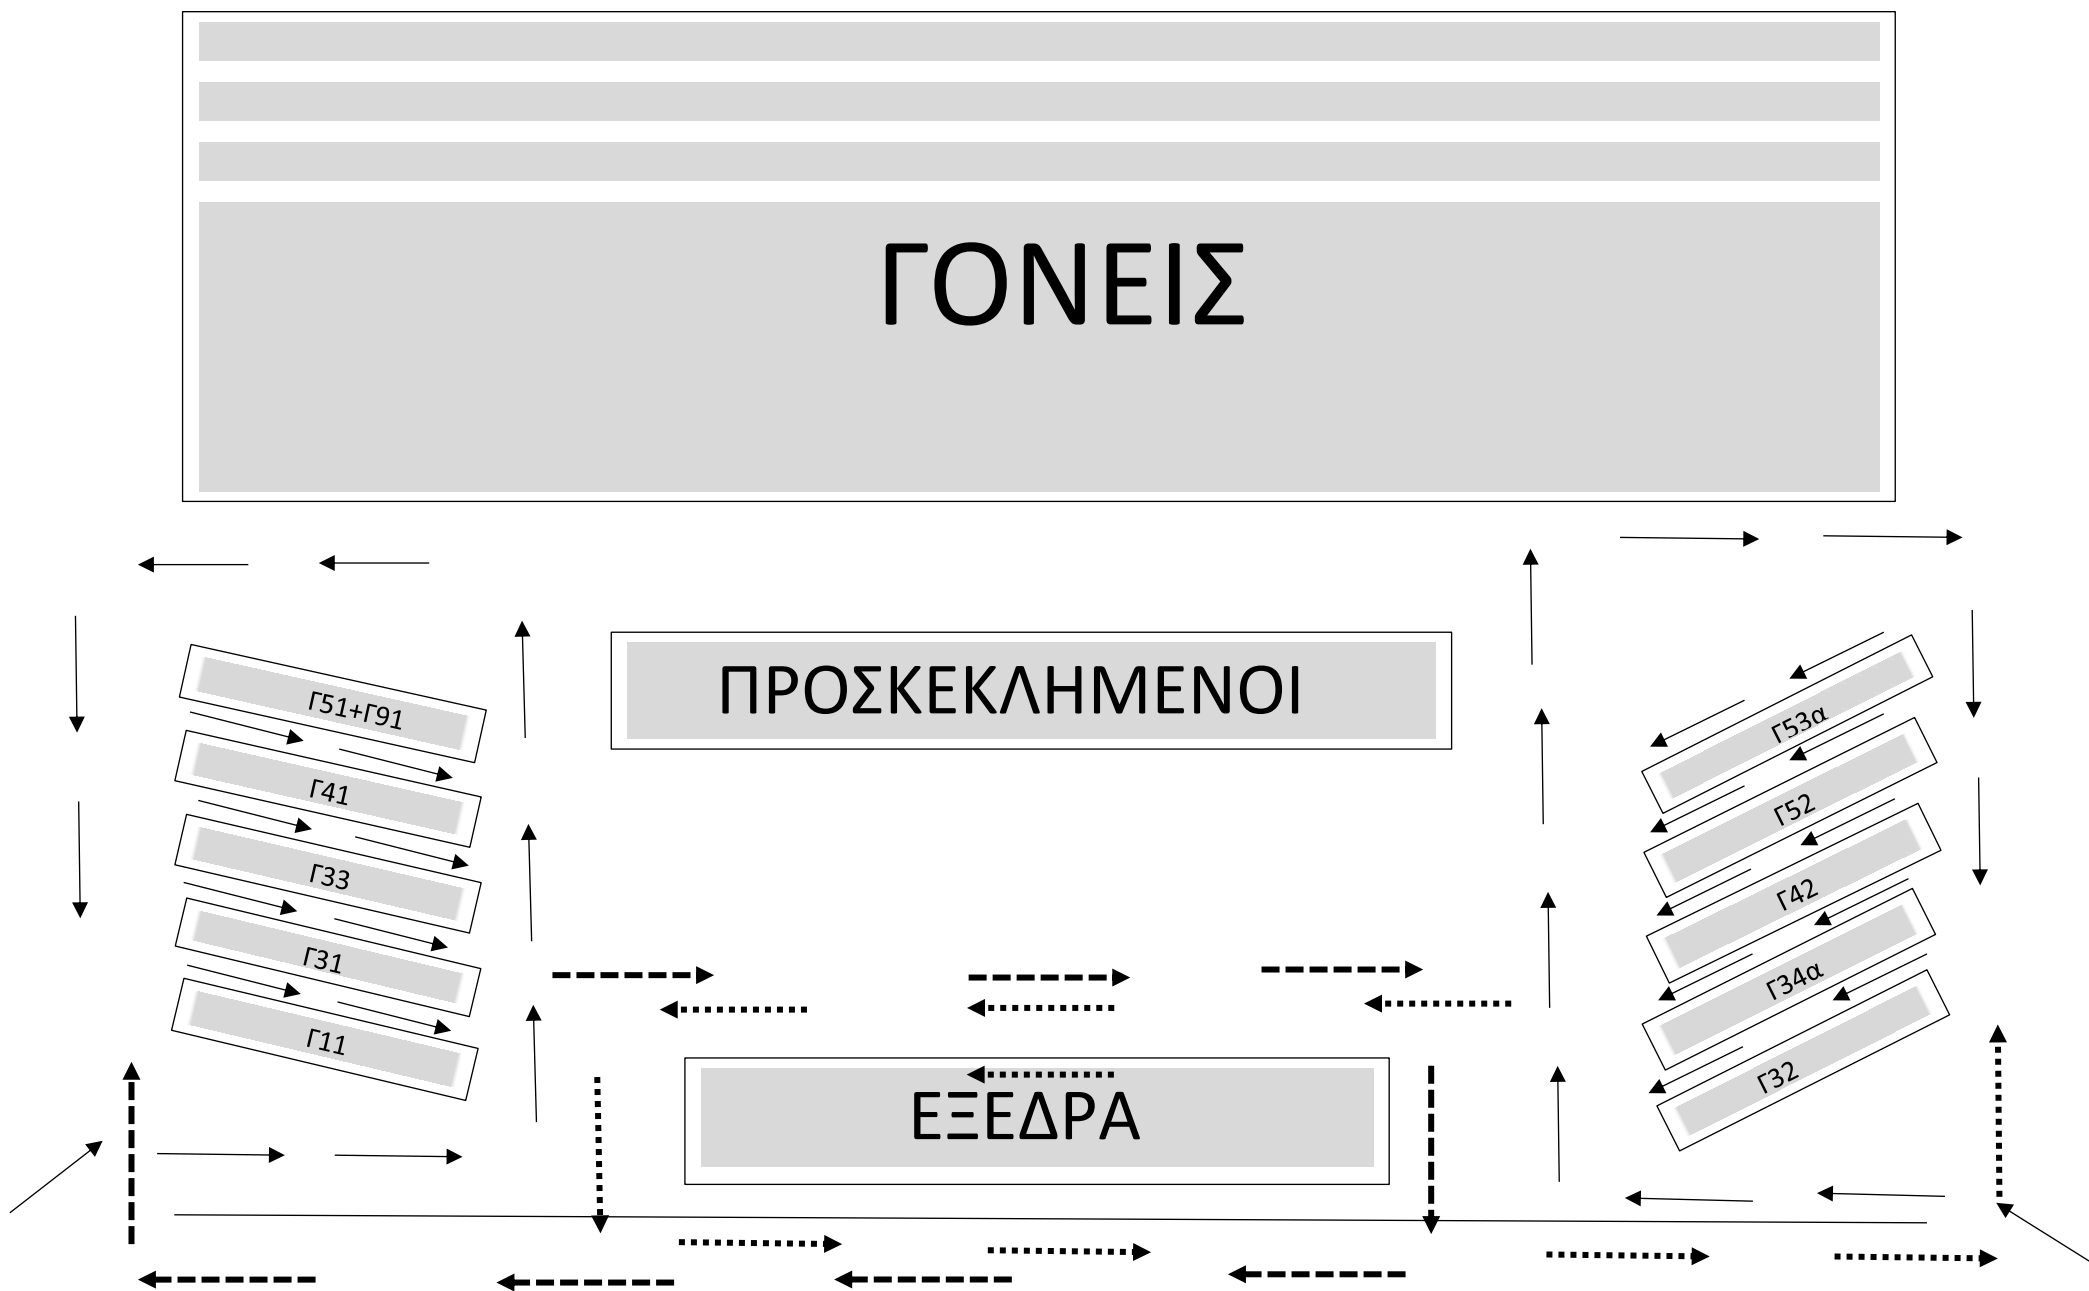 ΓΟΝΕΙΣ
ΠΡΟΣΚΕΚΛΗΜΕΝΟΙ
Γ51+Γ91
Γ41
Γ33
Γ31
Γ11
Γ53α
Γ52
Γ42
Γ34α
Γ32
ΕΞΕΔΡΑ